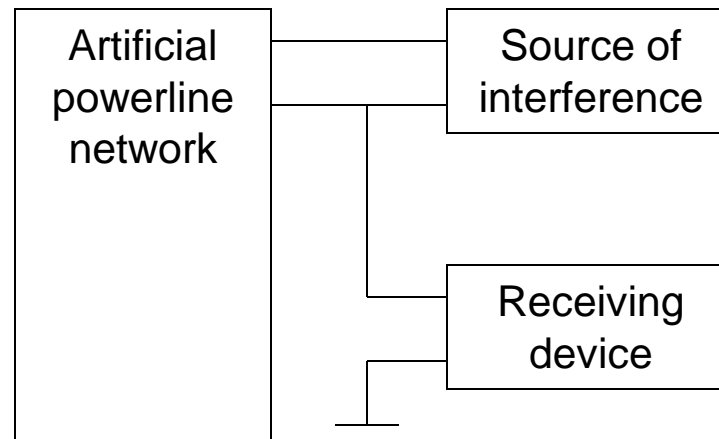 Artificial
powerline
network
Source of
interference
Receiving
device